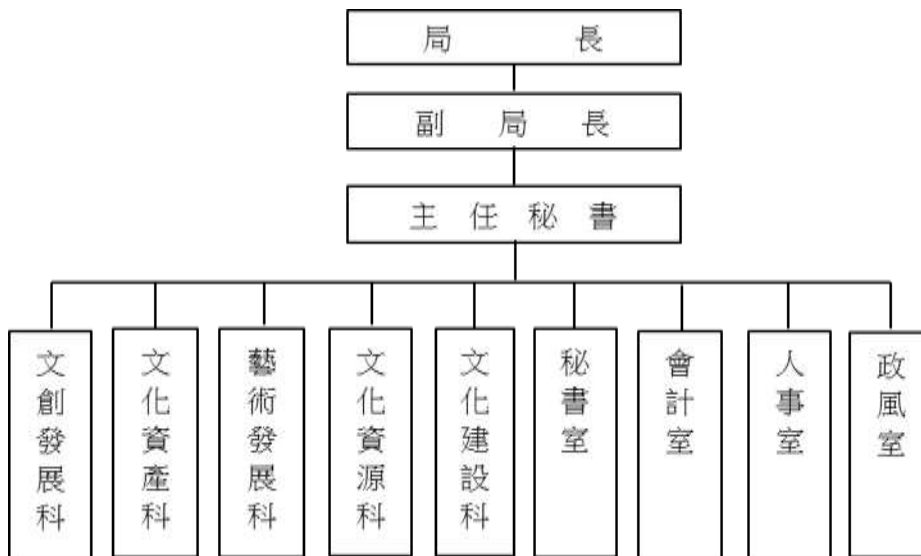 局長
副局長
主任秘書
文創發展科
文化資產科
藝術發展科
文化資源科
文化建設科
秘書室
會計室
人事室
政風室